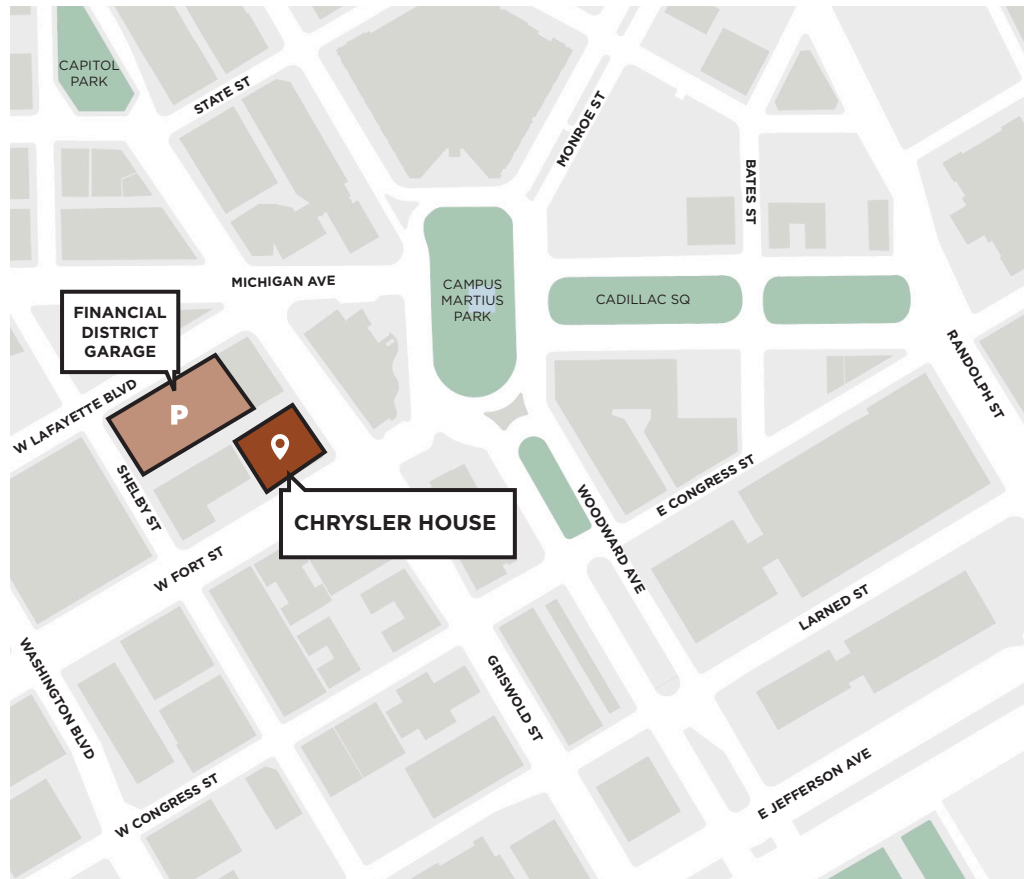 CAPITOL
PARK
STATE ST
MONROE ST
BATES ST
MICHIGAN AVE
CAMPUS
MARTIUS
PARK
CADILLAC SQ
FINANCIAL
DISTRICT
GARAGE
RANDOLPH ST
W LAFAYETTE BLVD
P
SHELBY ST
CHRYSLER HOUSE
E CONGRESS ST
WOODWARD AVE
W FORT ST
LARNED ST
WASHINGTON BLVD
GRISWOLD ST
W CONGRESS ST
E JEFFERSON AVE